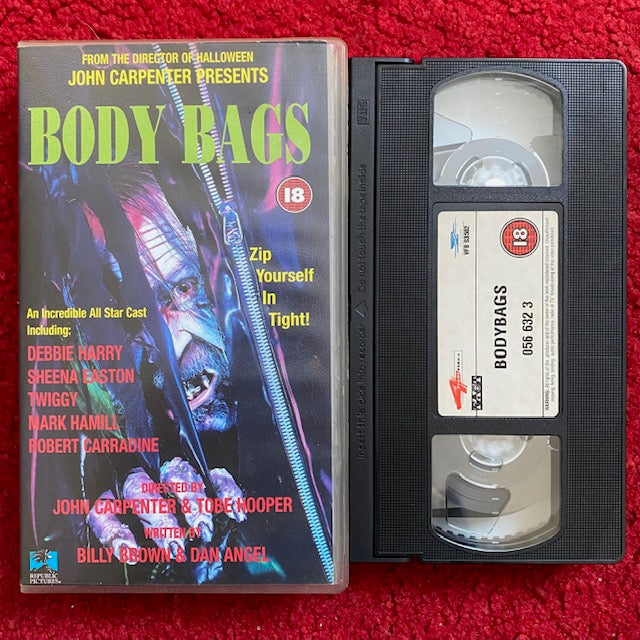 FROM THE DIRECTOR OF HALLOWEEN
JOHN CARPENTER PRESENTS
BODY BAGS
18
Zip
Yourself
In
Tight!
An Incredible All Star Cast
Including:
DEBBIE HARRY
SHEENA EASTON
TWIGGY
MARK HAMILL
ROBERT CARRADINE
DIRECTED BY
JOHN CARPENTER & TOBE HOOPER
WRITTEN BY
BILLY BROWN & DAN ANGEL
REPUBLIC
PICTURES
18
BODYBAGS
056 632 3